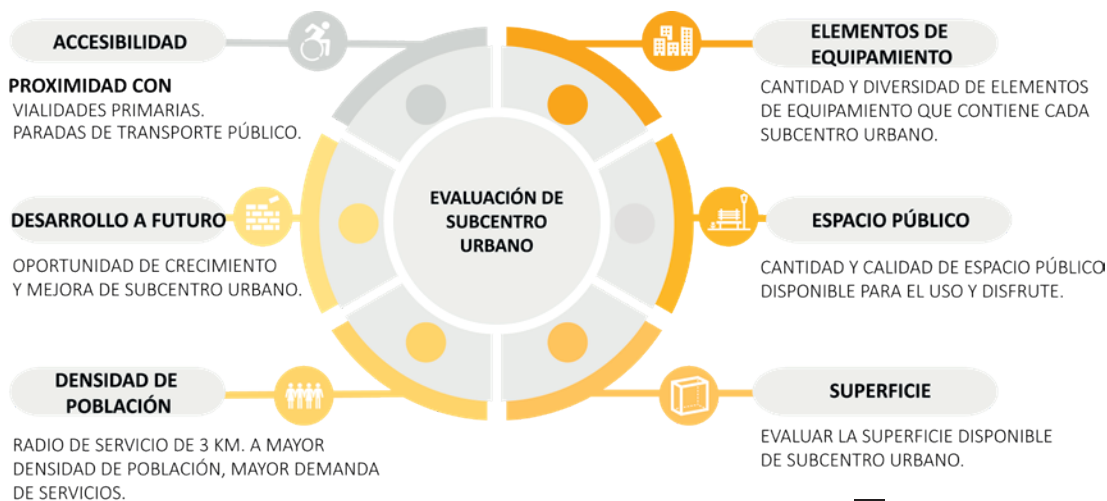 ACCESIBILIDAD
PROXIMIDAD CON
VIALIDADES PRIMARIAS.
PARADAS DE TRANSPORTE PÚBLICO.
DESARROLLO A FUTURO
OPORTUNIDAD DE CRECIMIENTO
Y MEJORA DE SUBCENTRO URBANO.
DENSIDAD DE
POBLACIÓN
RADIO DE SERVICIO DE 3 KM. A MAYOR
DENSIDAD DE POBLACIÓN, MAYOR DEMANDA
DE SERVICIOS.
EVALUACIÓN DE
SUBCENTRO
URBANO
ELEMENTOS DE
EQUIPAMIENTO
CANTIDAD Y DIVERSIDAD DE ELEMENTOS
DE EQUIPAMIENTO QUE CONTIENE CADA
SUBCENTRO URBANO.
ESPACIO PÚBLICO
CANTIDAD Y CALIDAD DE ESPACIO PÚBLICO
DISPONIBLE PARA EL USO Y DISFRUTE.
SUPERFICIE
EVALUAR LA SUPERFICIE DISPONIBLE
DE SUBCENTRO URBANO.